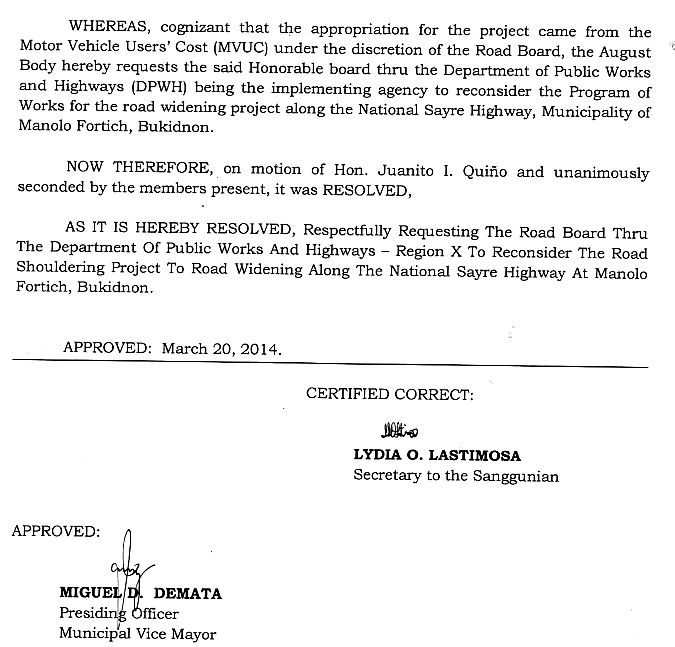 WHEREAS, cognizant that the appropriation for the project came from the
Motor Vehicle Users' Cost (MVUC) under the discretion of the Road Board, the August
Body hereby requests the said Honorable board thru the Department of Public Works
and Highways (DPWH) being the implementing agency to reconsider the Program of
Works for the road widening project along the National Sayre Highway, Municipality of
Manolo Fortich, Bukidnon.
NOW THEREFORE, on motion of Hon. Juanito I. Quiño and unanimously
seconded by the members present, it was RESOLVED,
AS IT IS HEREBY RESOLVED, Respectfully Requesting The Road Board Thru
The Department Of Public Works And Highways – Region X To Reconsider The Road
Shouldering Project To Road Widening Along The National Sayre Highway At Manolo
Fortich, Bukidnon.
APPROVED: March 20, 2014.
CERTIFIED CORRECT:
LYDIA O. LASTIMOSA
Secretary to the Sanggunian
APPROVED:
MIGUEL D. DEMATA
Presiding Officer
Municipal Vice Mayor